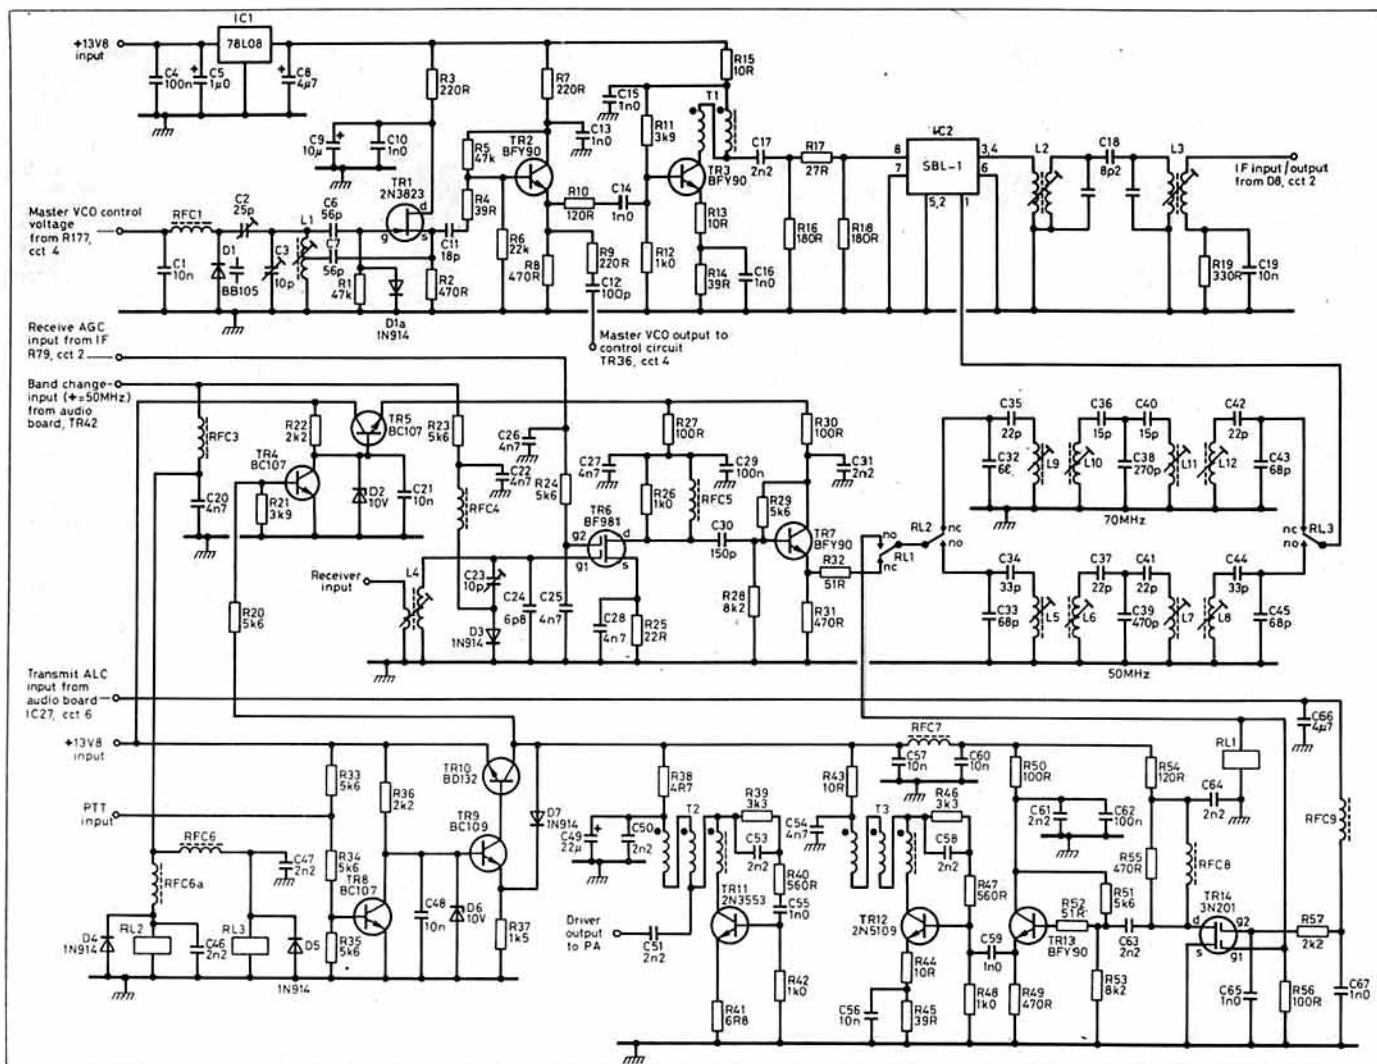 IC1
78L08
+13V8
input
C4
100n
C5
1µ0
C8
4µ7
R3
220R
R7
220R
R15
10R
C9
10µ
C10
1n0
TR1
2N3823
d
g
s
R5
47k
R4
39R
TR2
BFY90
C13
1n0
C15
1n0
R11
3k9
T1
TR3
BFY90
C17
2n2
R17
27R
IC2
SBL-1
8
7
3,4
6
5,2
1
L2
C18
8p2
L3
IF input/output
from D8, cct 2
Master VCO control
voltage
from R177,
cct 4
RFC1
C2
25p
L1
C6
56p
C7
56p
C1
10n
D1
BB105
C3
10p
R1
47k
D1a
1N914
R2
470R
C11
18p
R6
22k
R8
470R
R10
120R
C14
1n0
R9
220R
C12
100p
R12
1k0
R13
10R
R14
39R
C16
1n0
R16
180R
R18
180R
R19
330R
C19
10n
Master VCO output to
control circuit
TR36, cct 4
Receive AGC
input from IF
R79, cct 2
Band change
input (+=50MHz)
from audio
board, TR42
RFC3
C20
4n7
R22
2k2
TR4
BC107
R21
3k9
TR5
BC107
D2
10V
C21
10n
R23
5k6
C22
4n7
RFC4
C26
4n7
R24
5k6
C27
4n7
R27
100R
R26
1k0
C29
100n
RFC5
TR6
BF981
g2
g1
d
s
C30
150p
R29
5k6
R30
100R
C31
2n2
TR7
BFY90
R28
8k2
R32
51R
R31
470R
Receiver
input
L4
C23
10p
D3
1N914
C24
6p8
C25
4n7
C28
4n7
R25
22R
R20
5k6
no
nc
RL1
RL2
nc
no
C35
22p
C32
L9
L10
C36
15p
C40
15p
C38
270p
L11
L12
C42
22p
C43
68p
70MHz
nc
no
RL3
C34
33p
C33
68p
L5
L6
C37
22p
C41
22p
C39
470p
L7
L8
C44
33p
C45
68p
50MHz
Transmit ALC
input from
audio board
IC27, cct 6
+13V8
input
PTT
input
RFC6
RFC6a
C47
2n2
D4
1N914
RL2
C46
2n2
RL3
D5
1N914
R33
5k6
R34
5k6
R35
5k6
R36
2k2
TR8
BC107
C48
10n
D6
10V
TR9
BC109
TR10
BD132
D7
1N914
R37
1k5
C49
22µ
C50
2n2
R38
4R7
T2
R39
3k3
C53
2n2
R40
560R
C55
1n0
TR11
2N3553
Driver
output
to PA
C51
2n2
R41
6R8
R42
1k0
C54
4n7
R43
10R
T3
RFC7
C57
10n
C60
10n
R46
3k3
C58
2n2
R47
560R
TR12
2N5109
R44
10R
C56
10n
R45
39R
C59
1n0
R48
1k0
R50
100R
C61
2n2
C62
100n
R52
51R
TR13
BFY90
R49
470R
R51
5k6
C63
2n2
R53
8k2
R54
120R
R55
470R
C64
2n2
RFC8
RL1
TR14
3N201
d
s
g2
g1
C65
1n0
R57
2k2
R56
100R
C66
4µ7
RFC9
C67
1n0